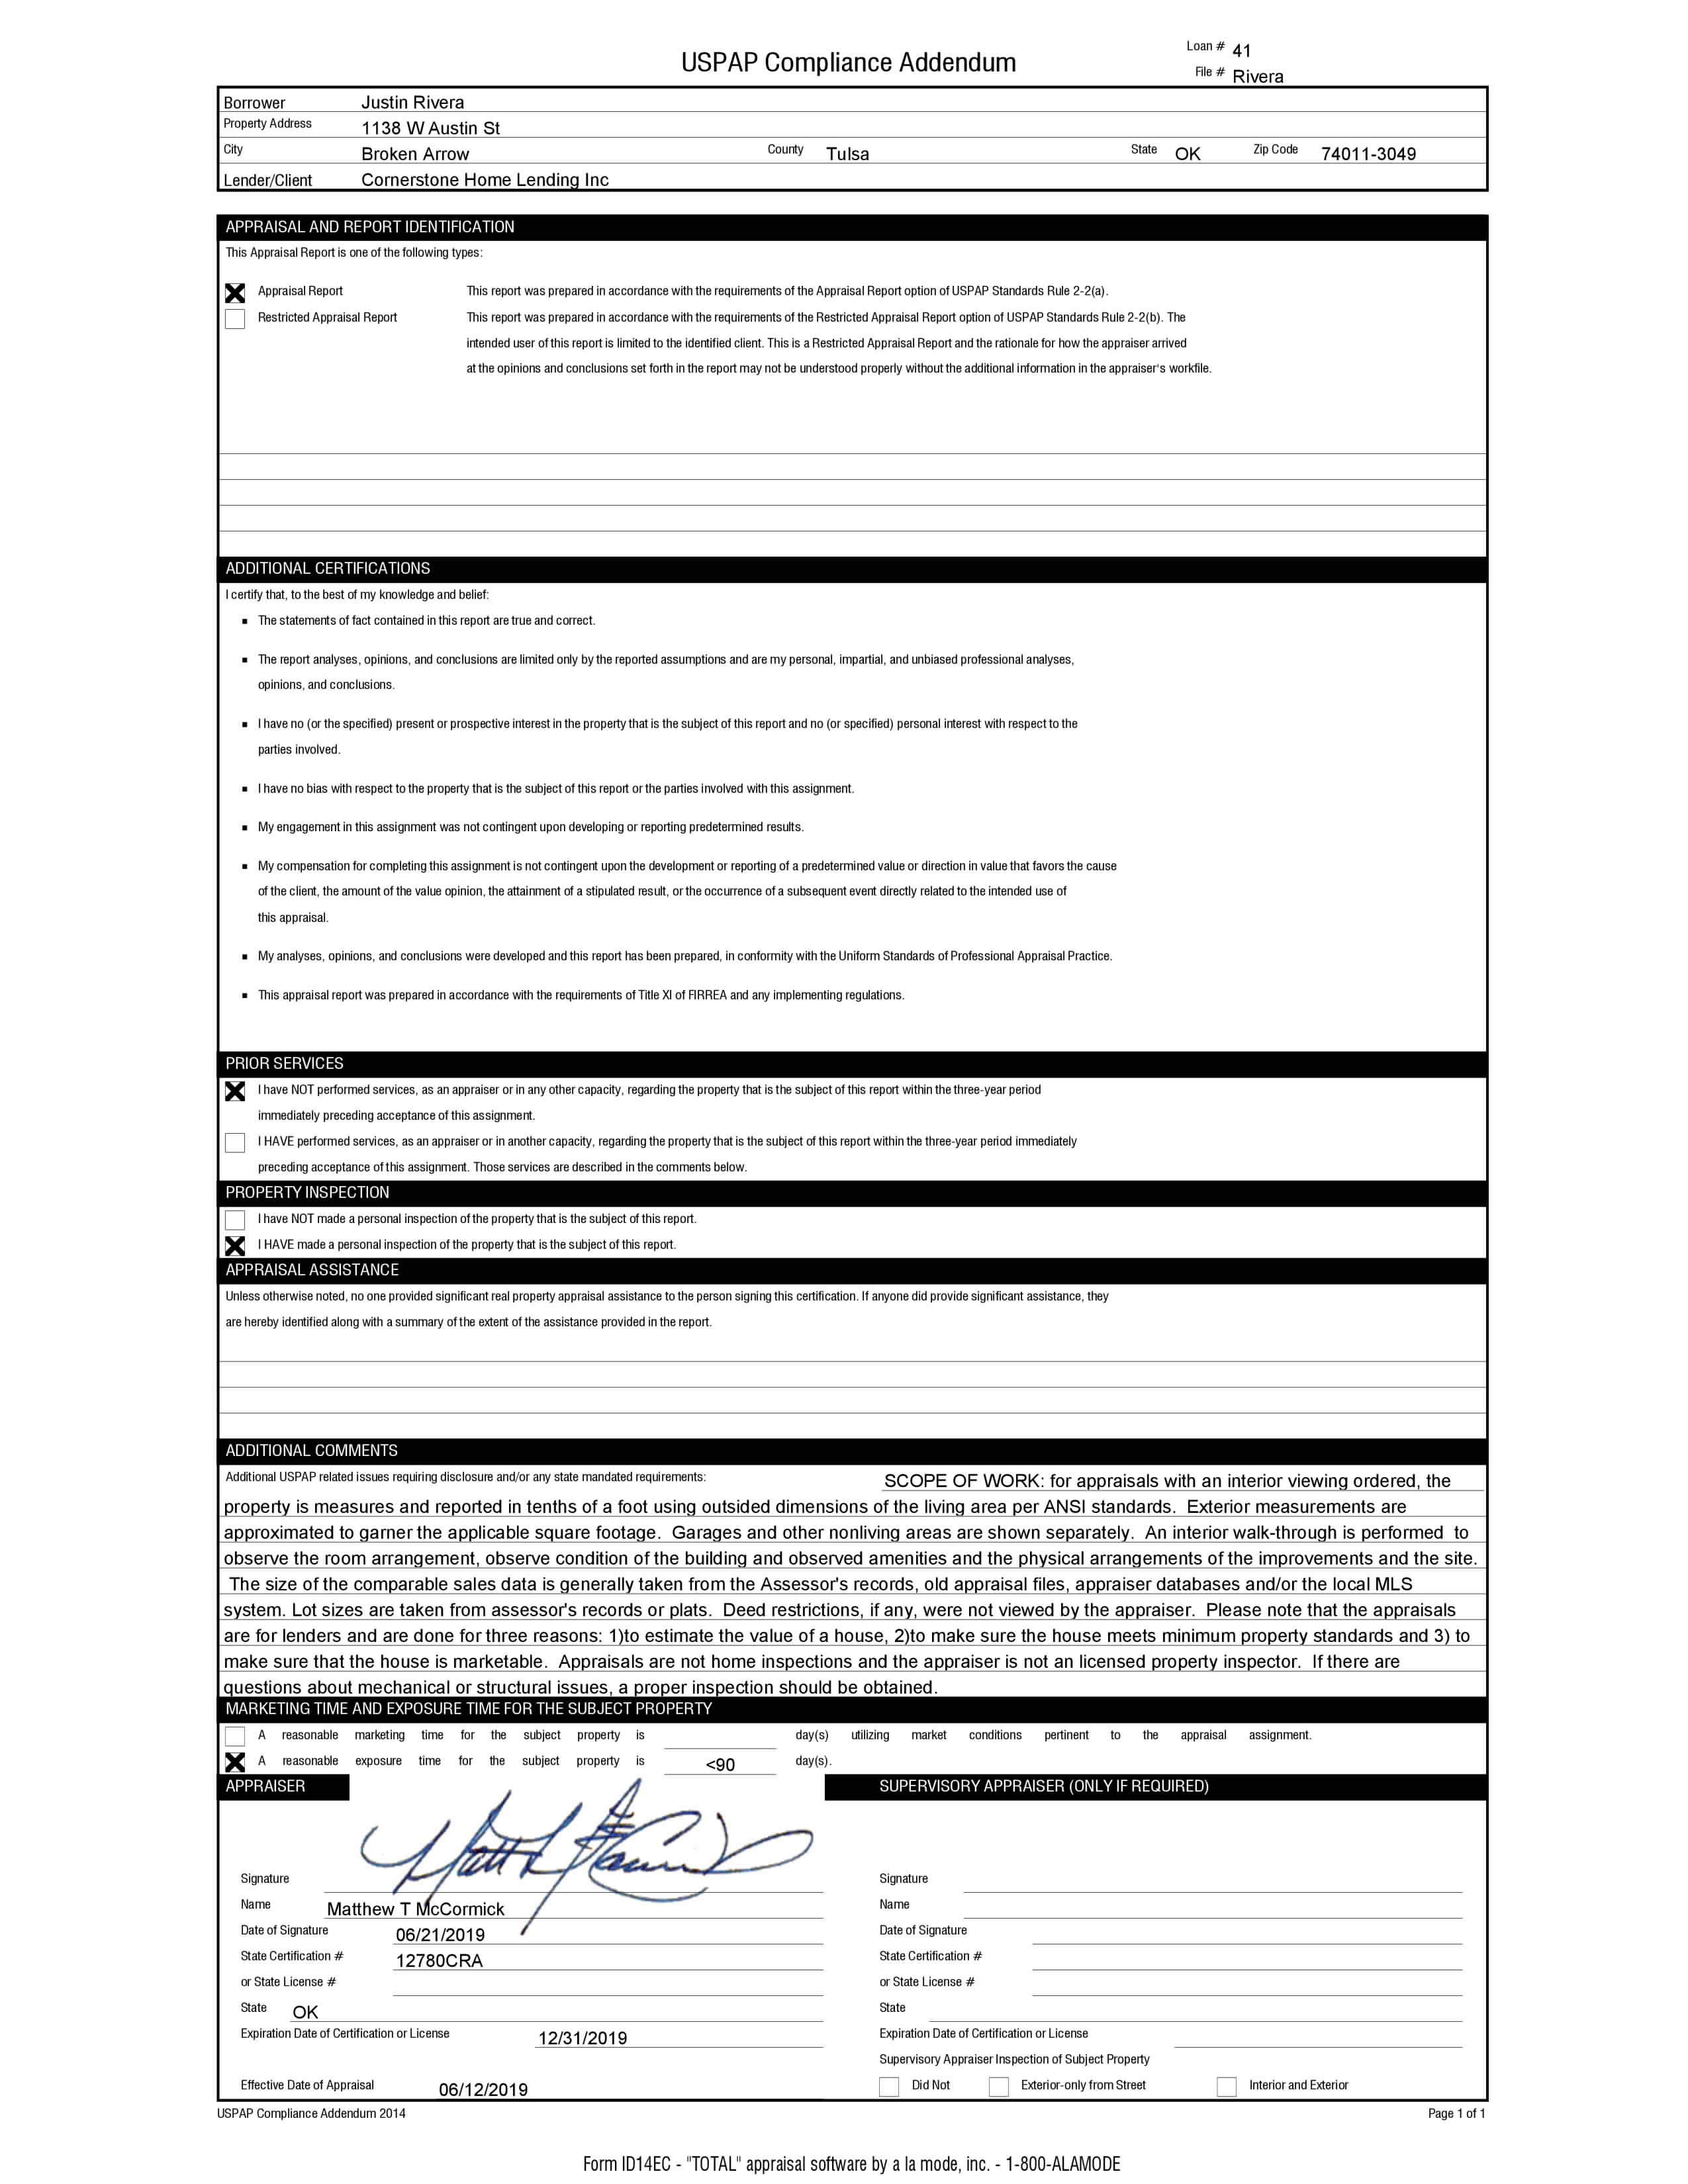 USPAP Compliance Addendum
Loan # 41
File # Rivera
Borrower Justin Rivera
Property Address 1138 W Austin St
City Broken Arrow County Tulsa State OK Zip Code 74011-3049
Lender/Client Cornerstone Home Lending Inc
APPRAISAL AND REPORT IDENTIFICATION
This Appraisal Report is one of the following types:
Appraisal Report This report was prepared in accordance with the requirements of the Appraisal Report option of USPAP Standards Rule 2-2(a).
Restricted Appraisal Report This report was prepared in accordance with the requirements of the Restricted Appraisal Report option of USPAP Standards Rule 2-2(b). The
intended user of this report is limited to the identified client. This is a Restricted Appraisal Report and the rationale for how the appraiser arrived
at the opinions and conclusions set forth in the report may not be understood properly without the additional information in the appraiser's workfile.
ADDITIONAL CERTIFICATIONS
I certify that, to the best of my knowledge and belief:
▪ The statements of fact contained in this report are true and correct.
▪ The report analyses, opinions, and conclusions are limited only by the reported assumptions and are my personal, impartial, and unbiased professional analyses,
opinions, and conclusions.
▪ I have no (or the specified) present or prospective interest in the property that is the subject of this report and no (or specified) personal interest with respect to the
parties involved.
▪ I have no bias with respect to the property that is the subject of this report or the parties involved with this assignment.
▪ My engagement in this assignment was not contingent upon developing or reporting predetermined results.
▪ My compensation for completing this assignment is not contingent upon the development or reporting of a predetermined value or direction in value that favors the cause
of the client, the amount of the value opinion, the attainment of a stipulated result, or the occurrence of a subsequent event directly related to the intended use of
this appraisal.
▪ My analyses, opinions, and conclusions were developed and this report has been prepared, in conformity with the Uniform Standards of Professional Appraisal Practice.
▪ This appraisal report was prepared in accordance with the requirements of Title XI of FIRREA and any implementing regulations.
PRIOR SERVICES
I have NOT performed services, as an appraiser or in any other capacity, regarding the property that is the subject of this report within the three-year period
immediately preceding acceptance of this assignment.
I HAVE performed services, as an appraiser or in another capacity, regarding the property that is the subject of this report within the three-year period immediately
preceding acceptance of this assignment. Those services are described in the comments below.
PROPERTY INSPECTION
I have NOT made a personal inspection of the property that is the subject of this report.
I HAVE made a personal inspection of the property that is the subject of this report.
APPRAISAL ASSISTANCE
Unless otherwise noted, no one provided significant real property appraisal assistance to the person signing this certification. If anyone did provide significant assistance, they
are hereby identified along with a summary of the extent of the assistance provided in the report.
ADDITIONAL COMMENTS
Additional USPAP related issues requiring disclosure and/or any state mandated requirements: SCOPE OF WORK: for appraisals with an interior viewing ordered, the
property is measures and reported in tenths of a foot using outsided dimensions of the living area per ANSI standards. Exterior measurements are
approximated to garner the applicable square footage. Garages and other nonliving areas are shown separately. An interior walk-through is performed to
observe the room arrangement, observe condition of the building and observed amenities and the physical arrangements of the improvements and the site.
The size of the comparable sales data is generally taken from the Assessor's records, old appraisal files, appraiser databases and/or the local MLS
system. Lot sizes are taken from assessor's records or plats. Deed restrictions, if any, were not viewed by the appraiser. Please note that the appraisals
are for lenders and are done for three reasons: 1)to estimate the value of a house, 2)to make sure the house meets minimum property standards and 3) to
make sure that the house is marketable. Appraisals are not home inspections and the appraiser is not an licensed property inspector. If there are
questions about mechanical or structural issues, a proper inspection should be obtained.
MARKETING TIME AND EXPOSURE TIME FOR THE SUBJECT PROPERTY
A reasonable marketing time for the subject property is day(s) utilizing market conditions pertinent to the appraisal assignment.
A reasonable exposure time for the subject property is <90 day(s).
APPRAISER SUPERVISORY APPRAISER (ONLY IF REQUIRED)
Signature Signature
Name Matthew T McCormick Name
Date of Signature 06/21/2019 Date of Signature
State Certification # 12780CRA State Certification #
or State License # or State License #
State OK State
Expiration Date of Certification or License 12/31/2019 Expiration Date of Certification or License
Supervisory Appraiser Inspection of Subject Property
Effective Date of Appraisal 06/12/2019 Did Not Exterior-only from Street Interior and Exterior
USPAP Compliance Addendum 2014 Page 1 of 1
Form ID14EC - "TOTAL" appraisal software by a la mode, inc. - 1-800-ALAMODE